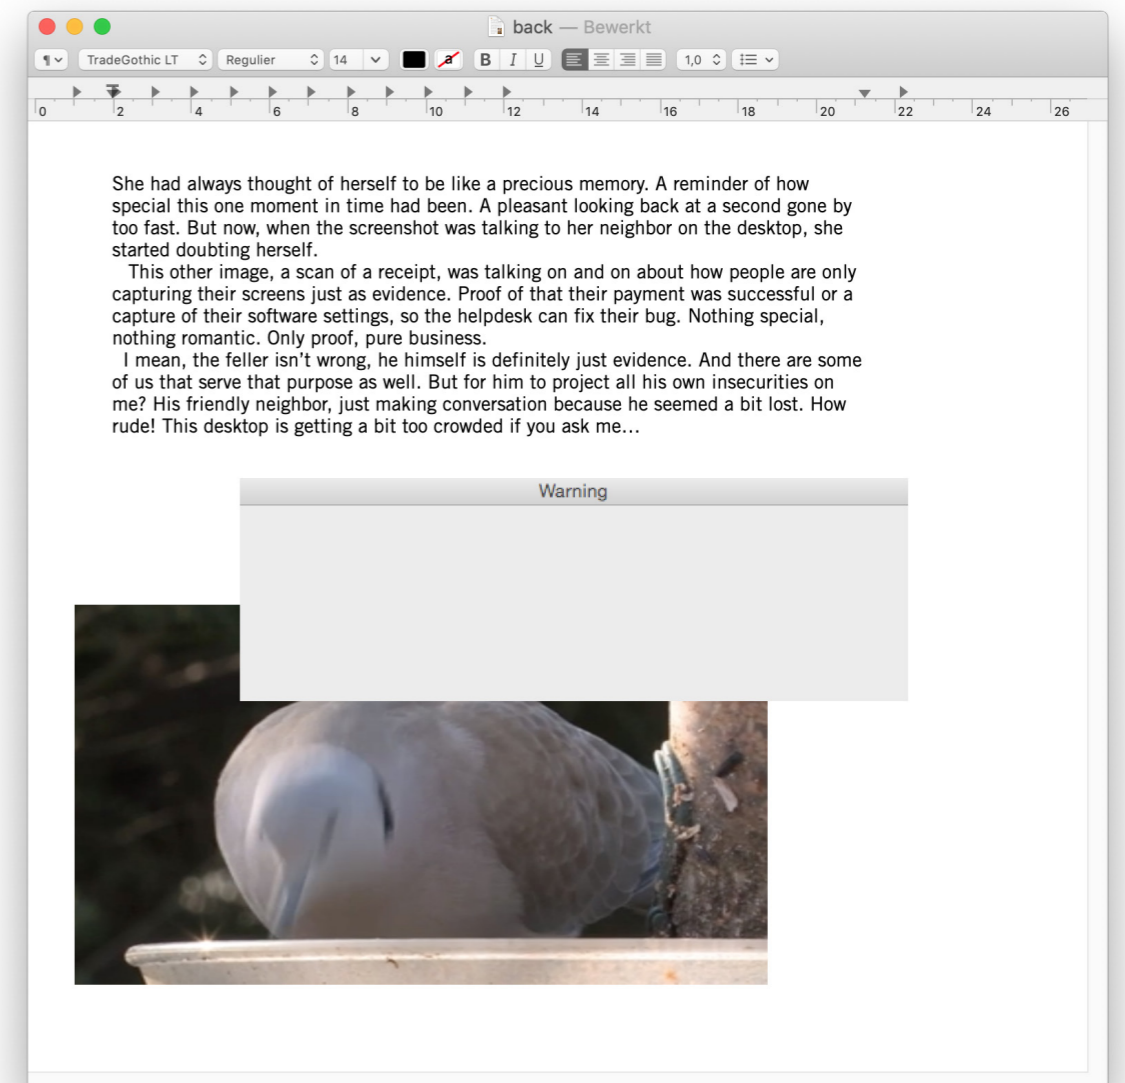 back — Bewerkt
¶ TradeGothic LT Regulier 14 a B I U 1,0
0 2 4 6 8 10 12 14 16 18 20 22 24 26
She had always thought of herself to be like a precious memory. A reminder of how
special this one moment in time had been. A pleasant looking back at a second gone by
too fast. But now, when the screenshot was talking to her neighbor on the desktop, she
started doubting herself.
This other image, a scan of a receipt, was talking on and on about how people are only
capturing their screens just as evidence. Proof of that their payment was successful or a
capture of their software settings, so the helpdesk can fix their bug. Nothing special,
nothing romantic. Only proof, pure business.
I mean, the feller isn’t wrong, he himself is definitely just evidence. And there are some
of us that serve that purpose as well. But for him to project all his own insecurities on
me? His friendly neighbor, just making conversation because he seemed a bit lost. How
rude! This desktop is getting a bit too crowded if you ask me…
Warning